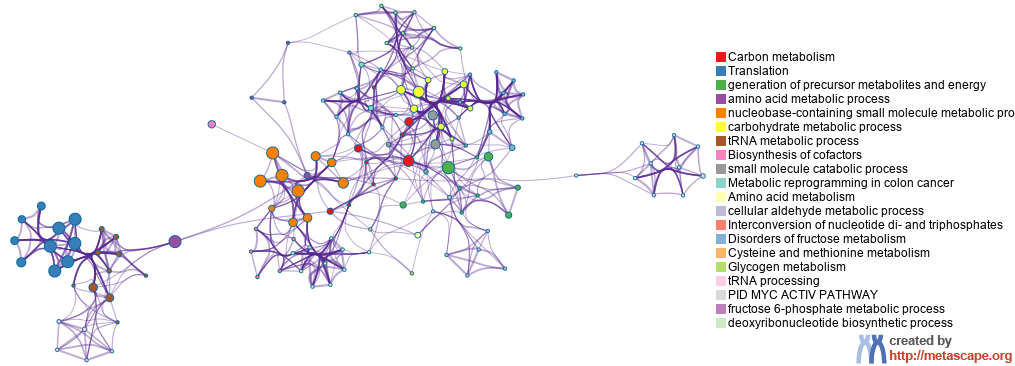 Carbon metabolism
Translation
generation of precursor metabolites and energy
amino acid metabolic process
nucleobase-containing small molecule metabolic pro
carbohydrate metabolic process
tRNA metabolic process
Biosynthesis of cofactors
small molecule catabolic process
Metabolic reprogramming in colon cancer
Amino acid metabolism
cellular aldehyde metabolic process
Interconversion of nucleotide di- and triphosphates
Disorders of fructose metabolism
Cysteine and methionine metabolism
Glycogen metabolism
tRNA processing
PID MYC ACTIV PATHWAY
fructose 6-phosphate metabolic process
deoxyribonucleotide biosynthetic process
created by
http://metascape.org